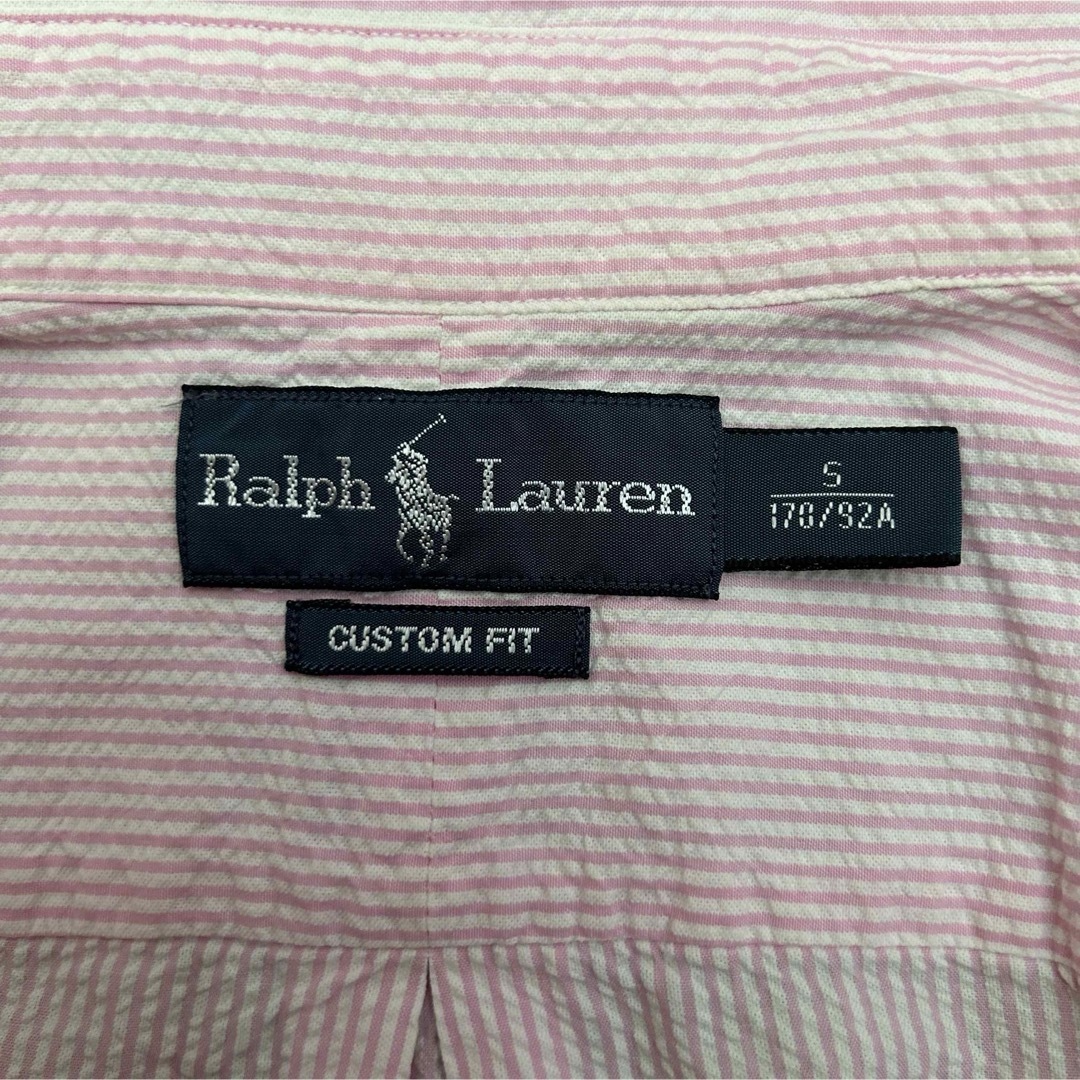 Ralph Lauren
S
170/92A
CUSTOM FIT